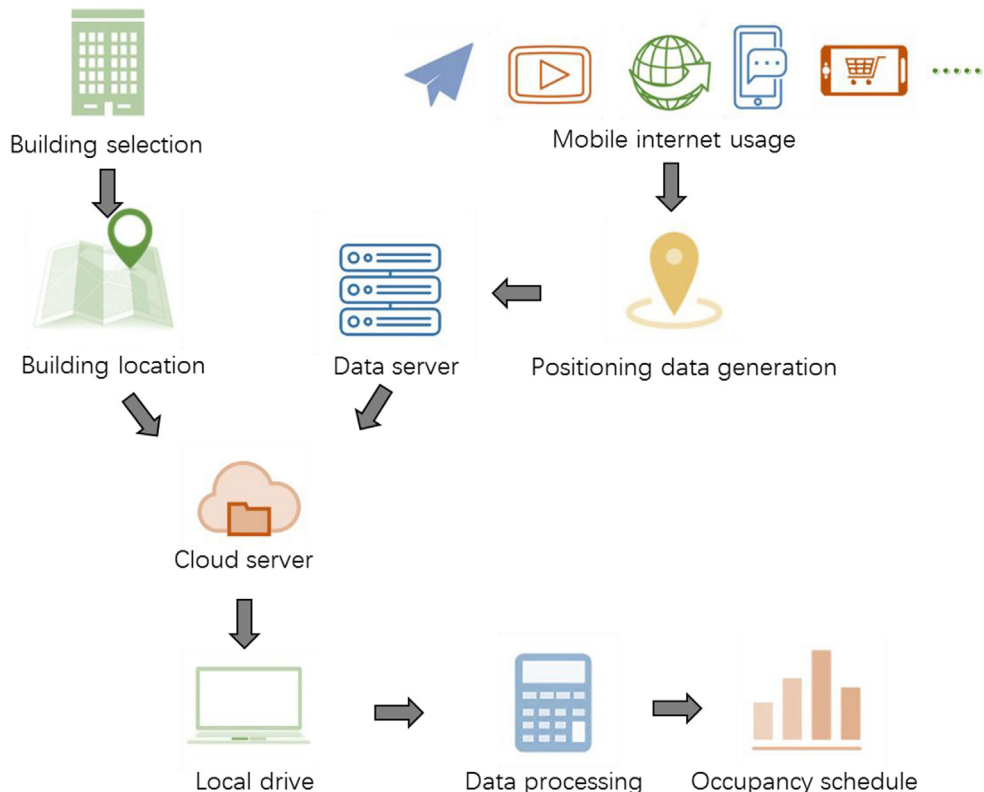 Building selection
Mobile internet usage
Building location
Data server
Positioning data generation
Cloud server
Local drive
Data processing
Occupancy schedule